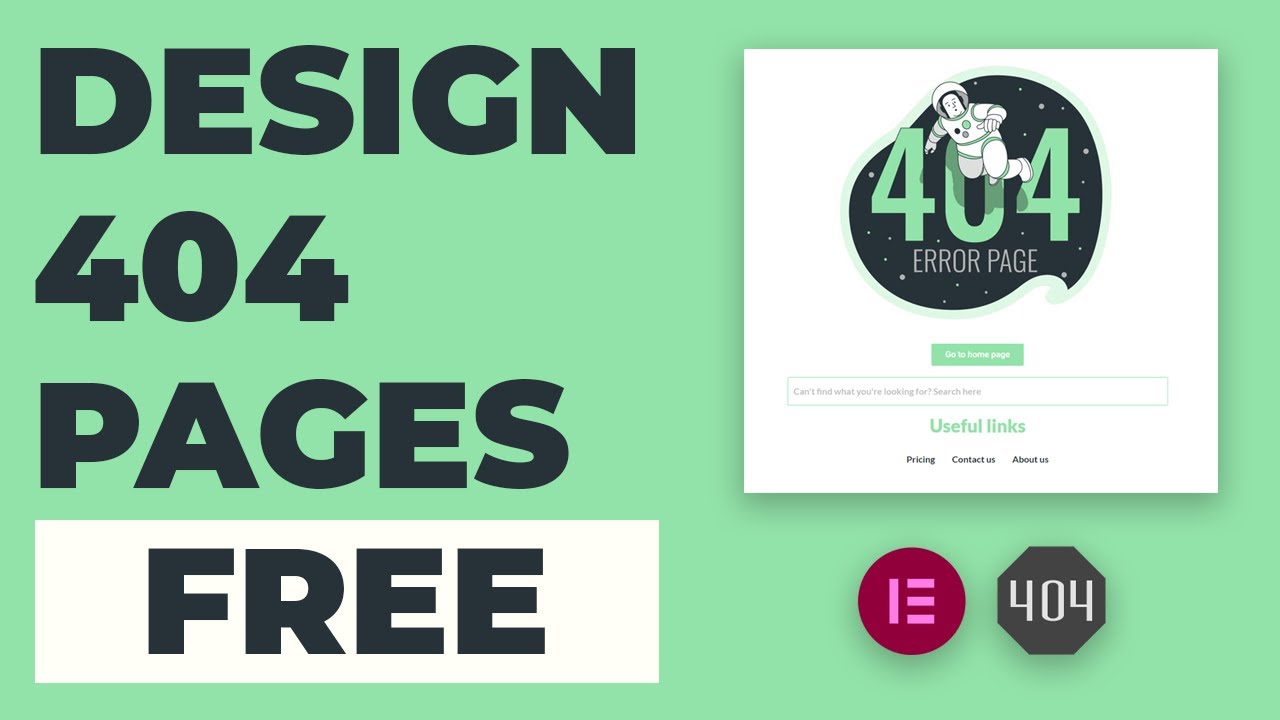 DESIGN
404
PAGES
FREE
404
ERROR PAGE
Go to home page
Can't find what you're looking for? Search here
Useful links
Pricing Contact us About us
404